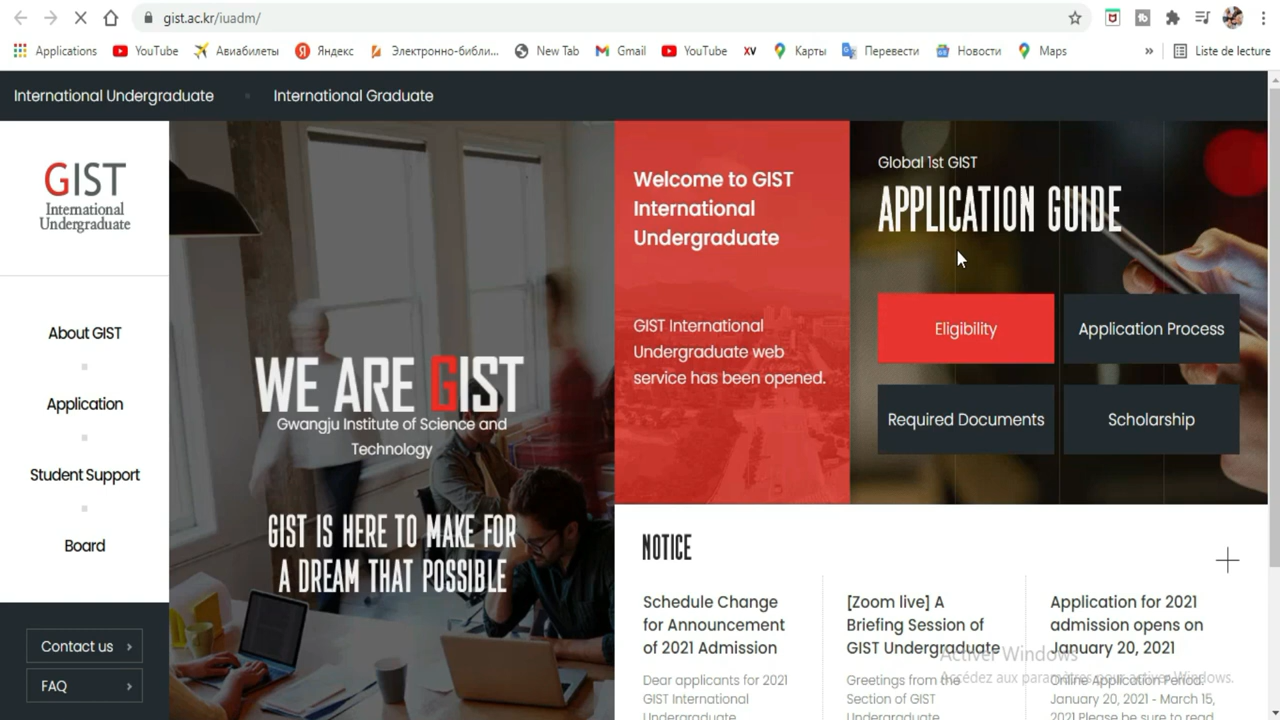 gist.ac.kr/iuadm/
Applications YouTube Авиабилеты Яндекс Электронно-библи... New Tab Gmail YouTube XV Карты Перевести Новости Maps » Liste de lecture
International Undergraduate International Graduate
GIST
International
Undergraduate
About GIST
Application
Student Support
Board
Contact us >
FAQ >
WE ARE GIST
Gwangju Institute of Science and
Technology
GIST IS HERE TO MAKE FOR
A DREAM THAT POSSIBLE
Welcome to GIST
International
Undergraduate
GIST International
Undergraduate web
service has been opened.
Global 1st GIST
APPLICATION GUIDE
Eligibility
Application Process
Required Documents
Scholarship
NOTICE
Schedule Change
for Announcement
of 2021 Admission
Dear applicants for 2021
GIST International
Undergraduate
[Zoom live] A
Briefing Session of
GIST Undergraduate
Greetings from the
Section of GIST
Undergraduate
Application for 2021
admission opens on
January 20, 2021
Online Application Period:
January 20, 2021 - March 15,
2021 Please be sure to read
Activer Windows
Accédez aux paramètres pour activer Windows.